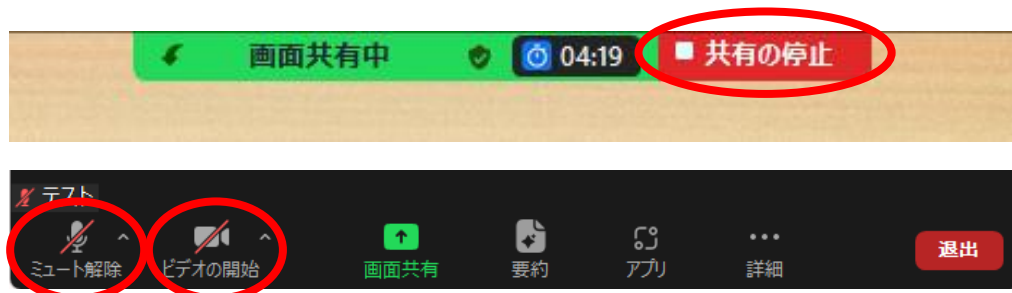 画面共有中 04:19 共有の停止
テスト
ミュート解除 ビデオの開始 画面共有 要約 アプリ 詳細 退出